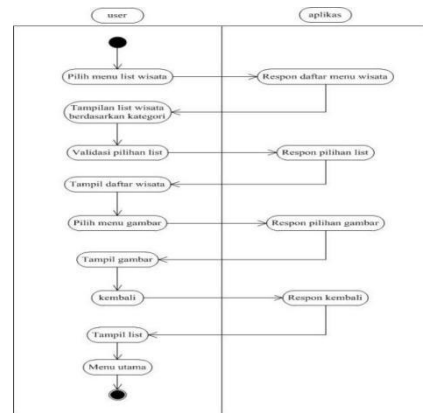 user
aplikas
Pilih menu list wisata
Respon daftar menu wisata
Tampilan list wisata
berdasarkan kategori
Validasi pilihan list
Respon pilihan list
Tampil daftar wisata
Pilih menu gambar
Respon pilihan gambar
Tampil gambar
kembali
Respon kembali
Tampil list
Menu utama